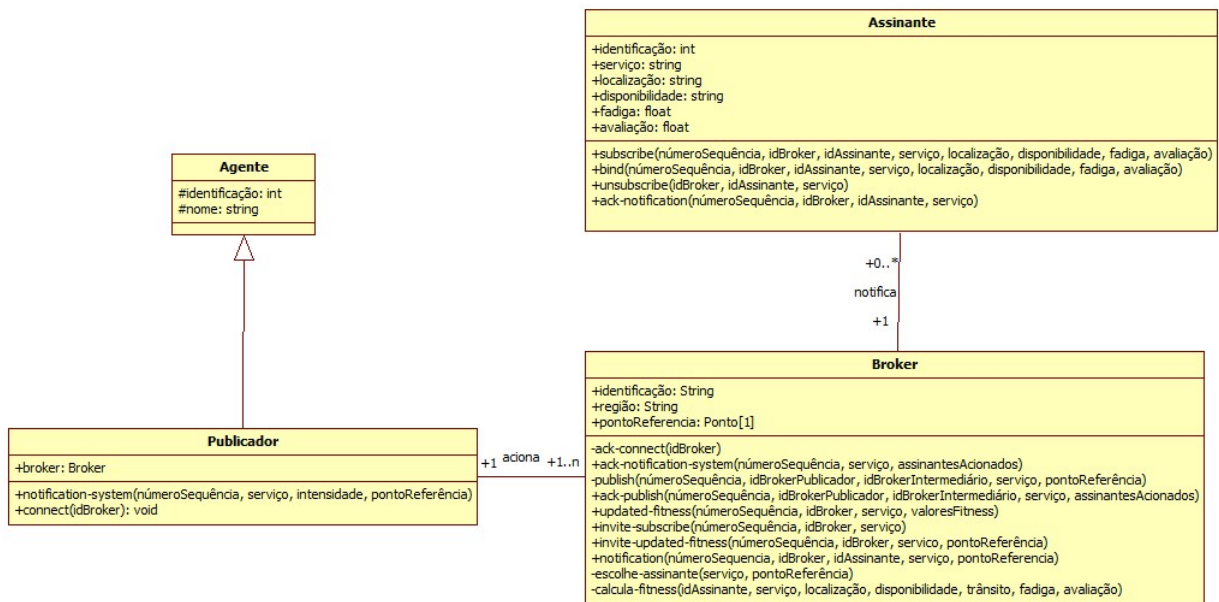 Assinante
+identificação: int
+serviço: string
+localização: string
+disponibilidade: string
+fadiga: float
+avaliação: float
+subscribe(númeroSequência, idBroker, idAssinante, serviço, localização, disponibilidade, fadiga, avaliação)
+bind(númeroSequência, idBroker, idAssinante, serviço, localização, disponibilidade, fadiga, avaliação)
+unsubscribe(idBroker, idAssinante, serviço)
+ack-notification(númeroSequência, idBroker, idAssinante, serviço)
Agente
#identificação: int
#nome: string
+0..*
notifica
+1
Publicador
+broker: Broker
+notification-system(númeroSequência, serviço, intensidade, pontoReferência)
+connect(idBroker): void
+1 aciona +1..n
Broker
+identificação: String
+região: String
+pontoReferencia: Ponto[1]
-ack-connect(idBroker)
+ack-notification-system(númeroSequência, serviço, assinantesAcionados)
-publish(númeroSequência, idBrokerPublicador, idBrokerIntermediário, serviço, pontoReferência)
+ack-publish(númeroSequência, idBrokerPublicador, idBrokerIntermediário, serviço, assinantesAcionados)
+updated-fitness(númeroSequência, idBroker, serviço, valoresFitness)
+invite-subscribe(númeroSequência, idBroker, serviço)
+invite-updated-fitness(númeroSequência, idBroker, servico, pontoReferência)
+notification(númeroSequencia, idBroker, idAssinante, serviço, pontoReferencia)
-escolhe-assinante(serviço, pontoReferência)
-calcula-fitness(idAssinante, serviço, localização, disponibilidade, trânsito, fadiga, avaliação)